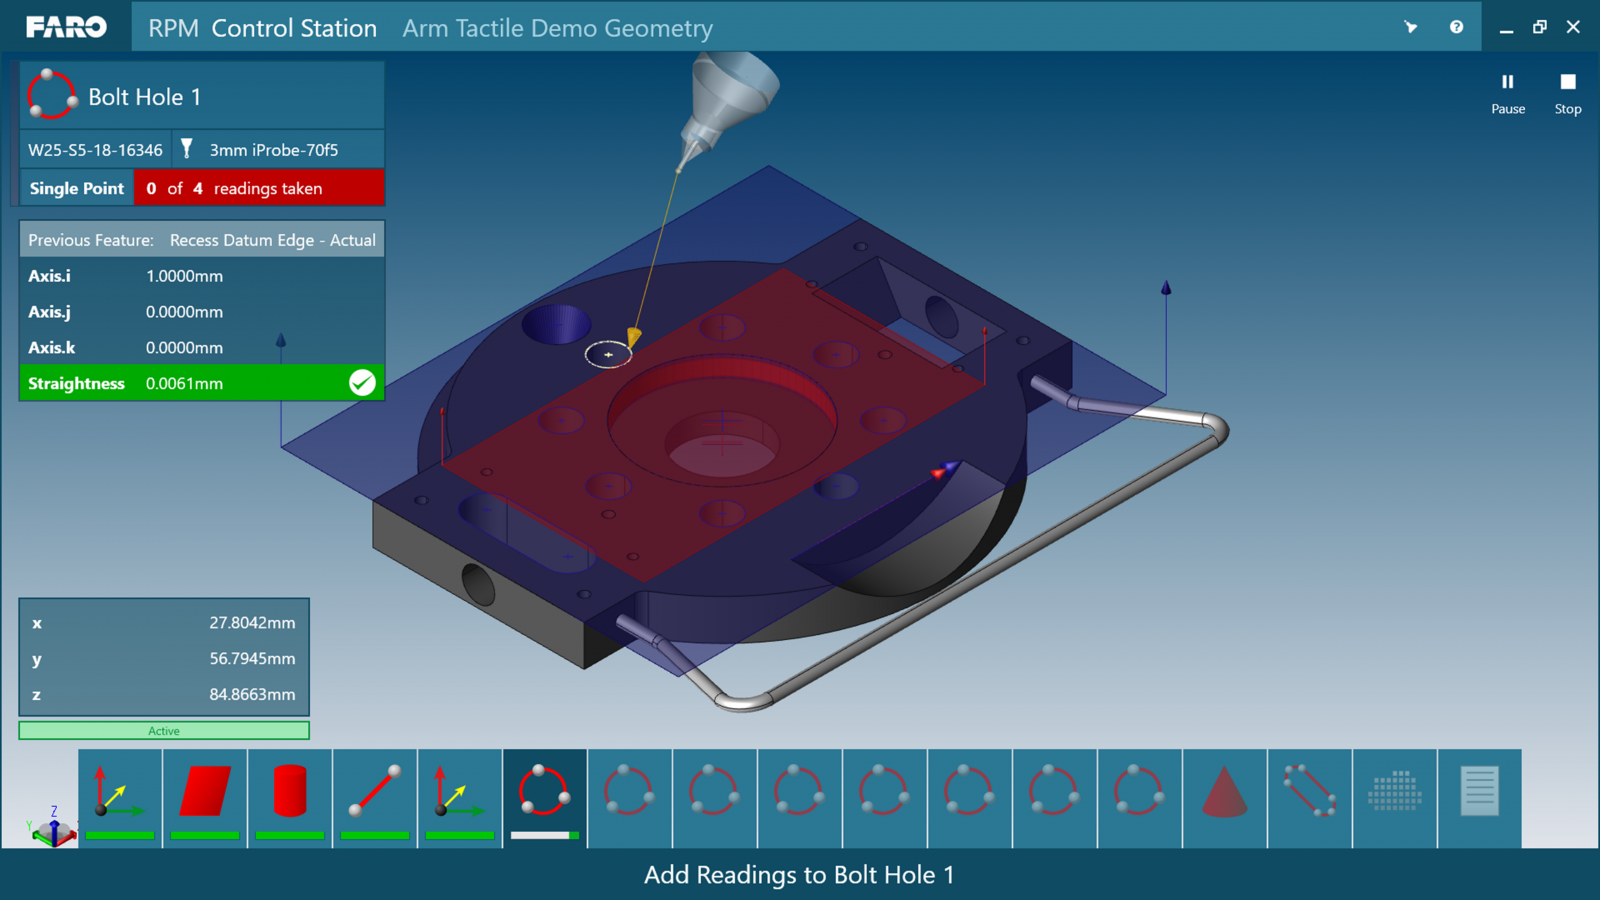 FARO RPM Control Station Arm Tactile Demo Geometry
Bolt Hole 1
W25-S5-18-16346 3mm iProbe-70f5
Single Point 0 of 4 readings taken
Previous Feature: Recess Datum Edge - Actual
Axis.i 1.0000mm
Axis.j 0.0000mm
Axis.k 0.0000mm
Straightness 0.0061mm
Pause Stop
x 27.8042mm
y 56.7945mm
z 84.8663mm
Active
Z
Y
Add Readings to Bolt Hole 1